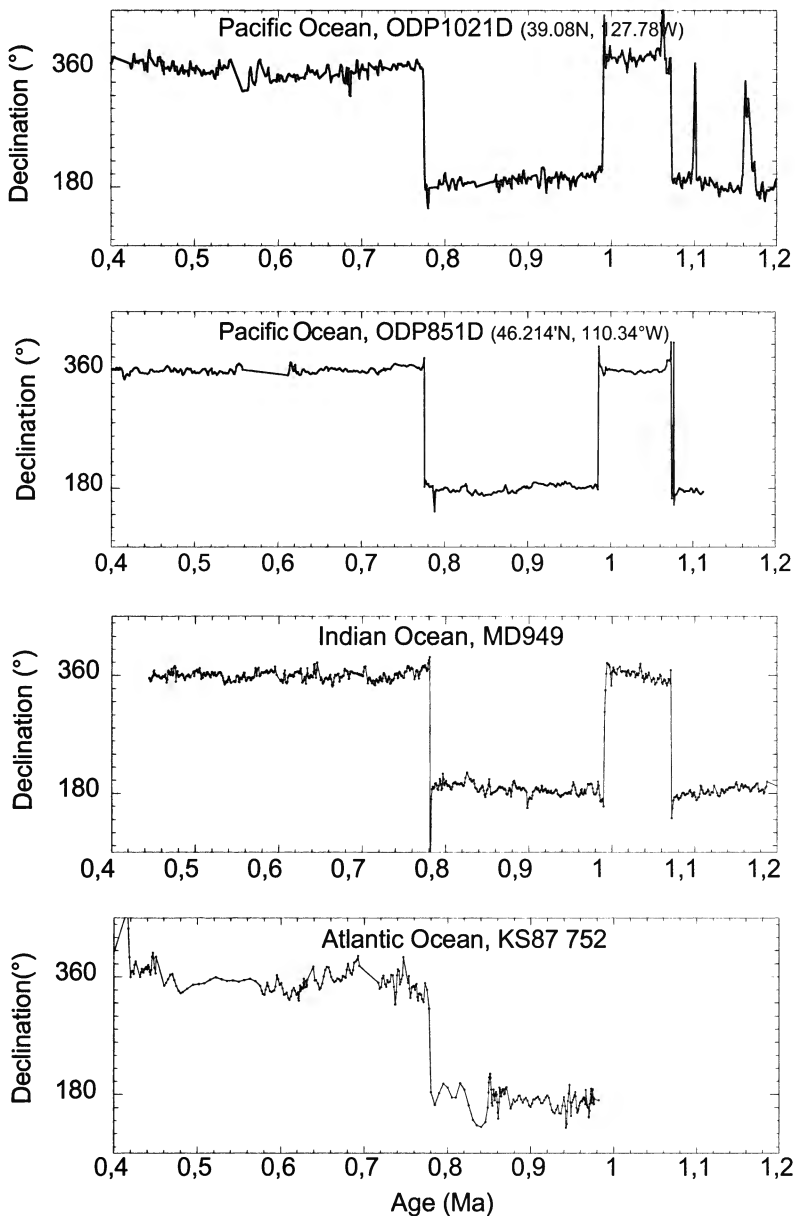 Pacific Ocean, ODP1021D (39.08N, 127.78W)
Declination (°)
360
180
0,4 0,5 0,6 0,7 0,8 0,9 1 1,1 1,2
Pacific Ocean, ODP851D (46.214'N, 110.34°W)
Declination (°)
360
180
0,4 0,5 0,6 0,7 0,8 0,9 1 1,1 1,2
Indian Ocean, MD949
Declination (°)
360
180
0,4 0,5 0,6 0,7 0,8 0,9 1 1,1 1,2
Atlantic Ocean, KS87 752
Declination(°)
360
180
0,4 0,5 0,6 0,7 0,8 0,9 1 1,1 1,2
Age (Ma)